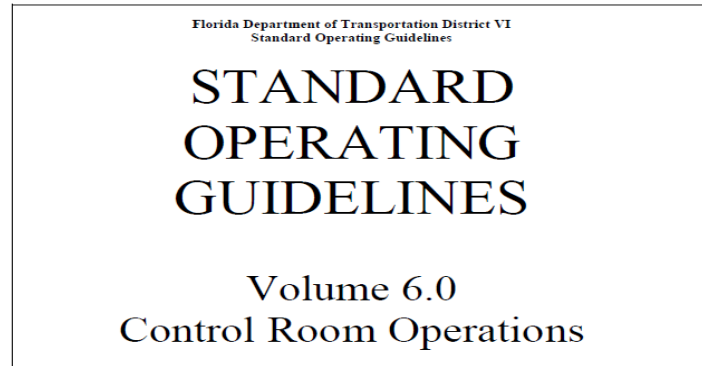 Florida Department of Transportation District VI
Standard Operating Guidelines
STANDARD
OPERATING
GUIDELINES
Volume 6.0
Control Room Operations